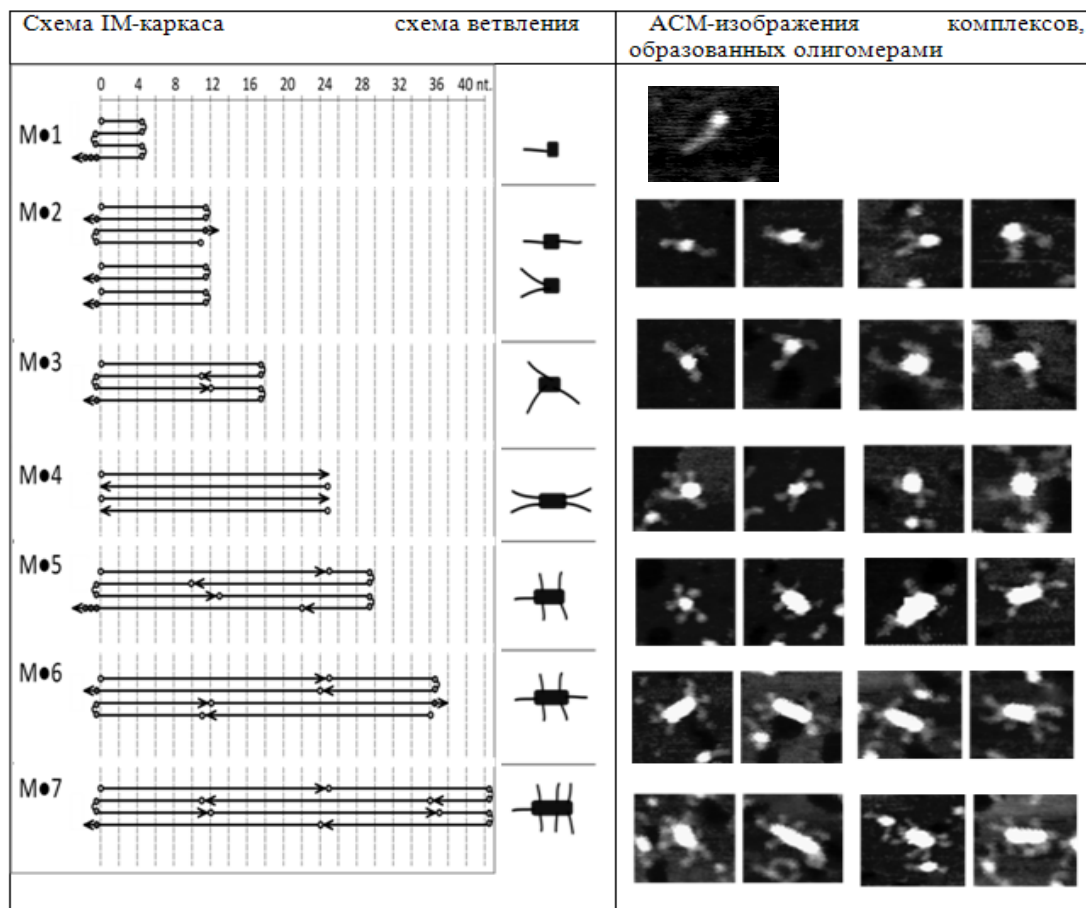 Схема IM-каркаса схема ветвления
АСМ-изображения комплексов,
образованных олигомерами
0 4 8 12 16 20 24 28 32 36 40 nt.
M●1
M●2
M●3
M●4
M●5
M●6
M●7